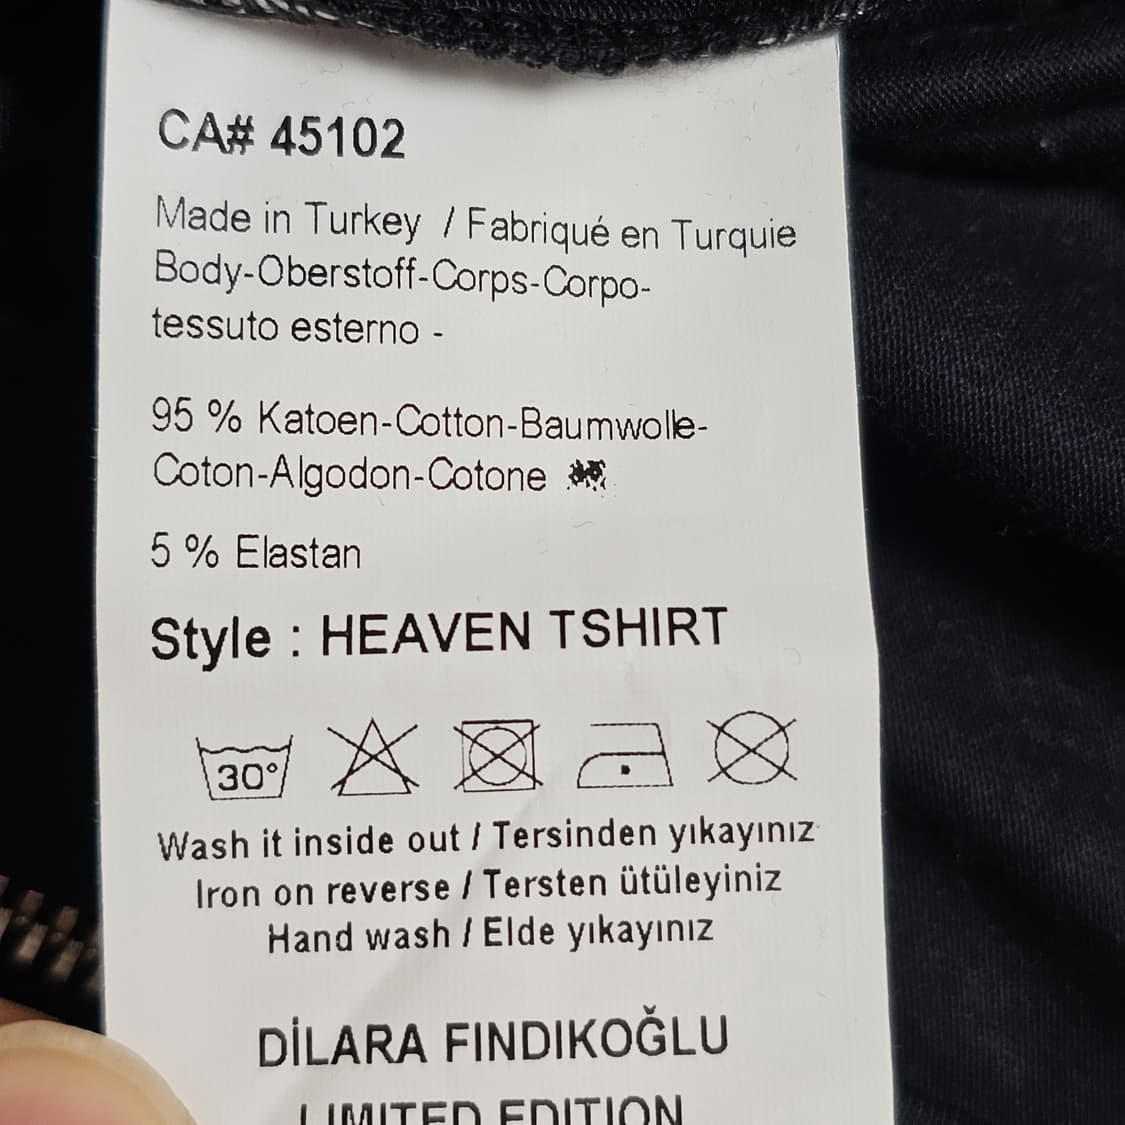 CA# 45102
Made in Turkey / Fabriqué en Turquie
Body-Oberstoff-Corps-Corpo-
tessuto esterno -
95 % Katoen-Cotton-Baumwolle-
Coton-Algodon-Cotone
5 % Elastan
Style : HEAVEN TSHIRT
30°
Wash it inside out / Tersinden yıkayınız
Iron on reverse / Tersten ütüleyiniz
Hand wash / Elde yıkayınız
DİLARA FINDIKOĞLU
LIMITED EDITION